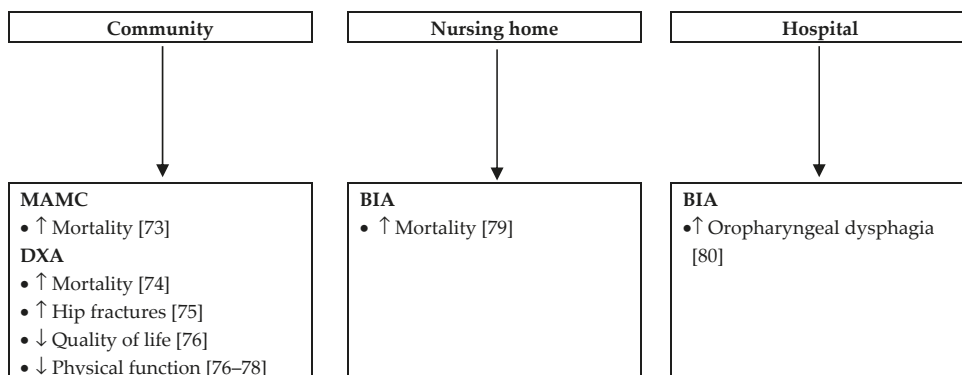 Community
Nursing home
Hospital
MAMC
• ↑ Mortality [73]
DXA
• ↑ Mortality [74]
• ↑ Hip fractures [75]
• ↓ Quality of life [76]
• ↓ Physical function [76–78]
BIA
• ↑ Mortality [79]
BIA
•↑ Oropharyngeal dysphagia
[80]